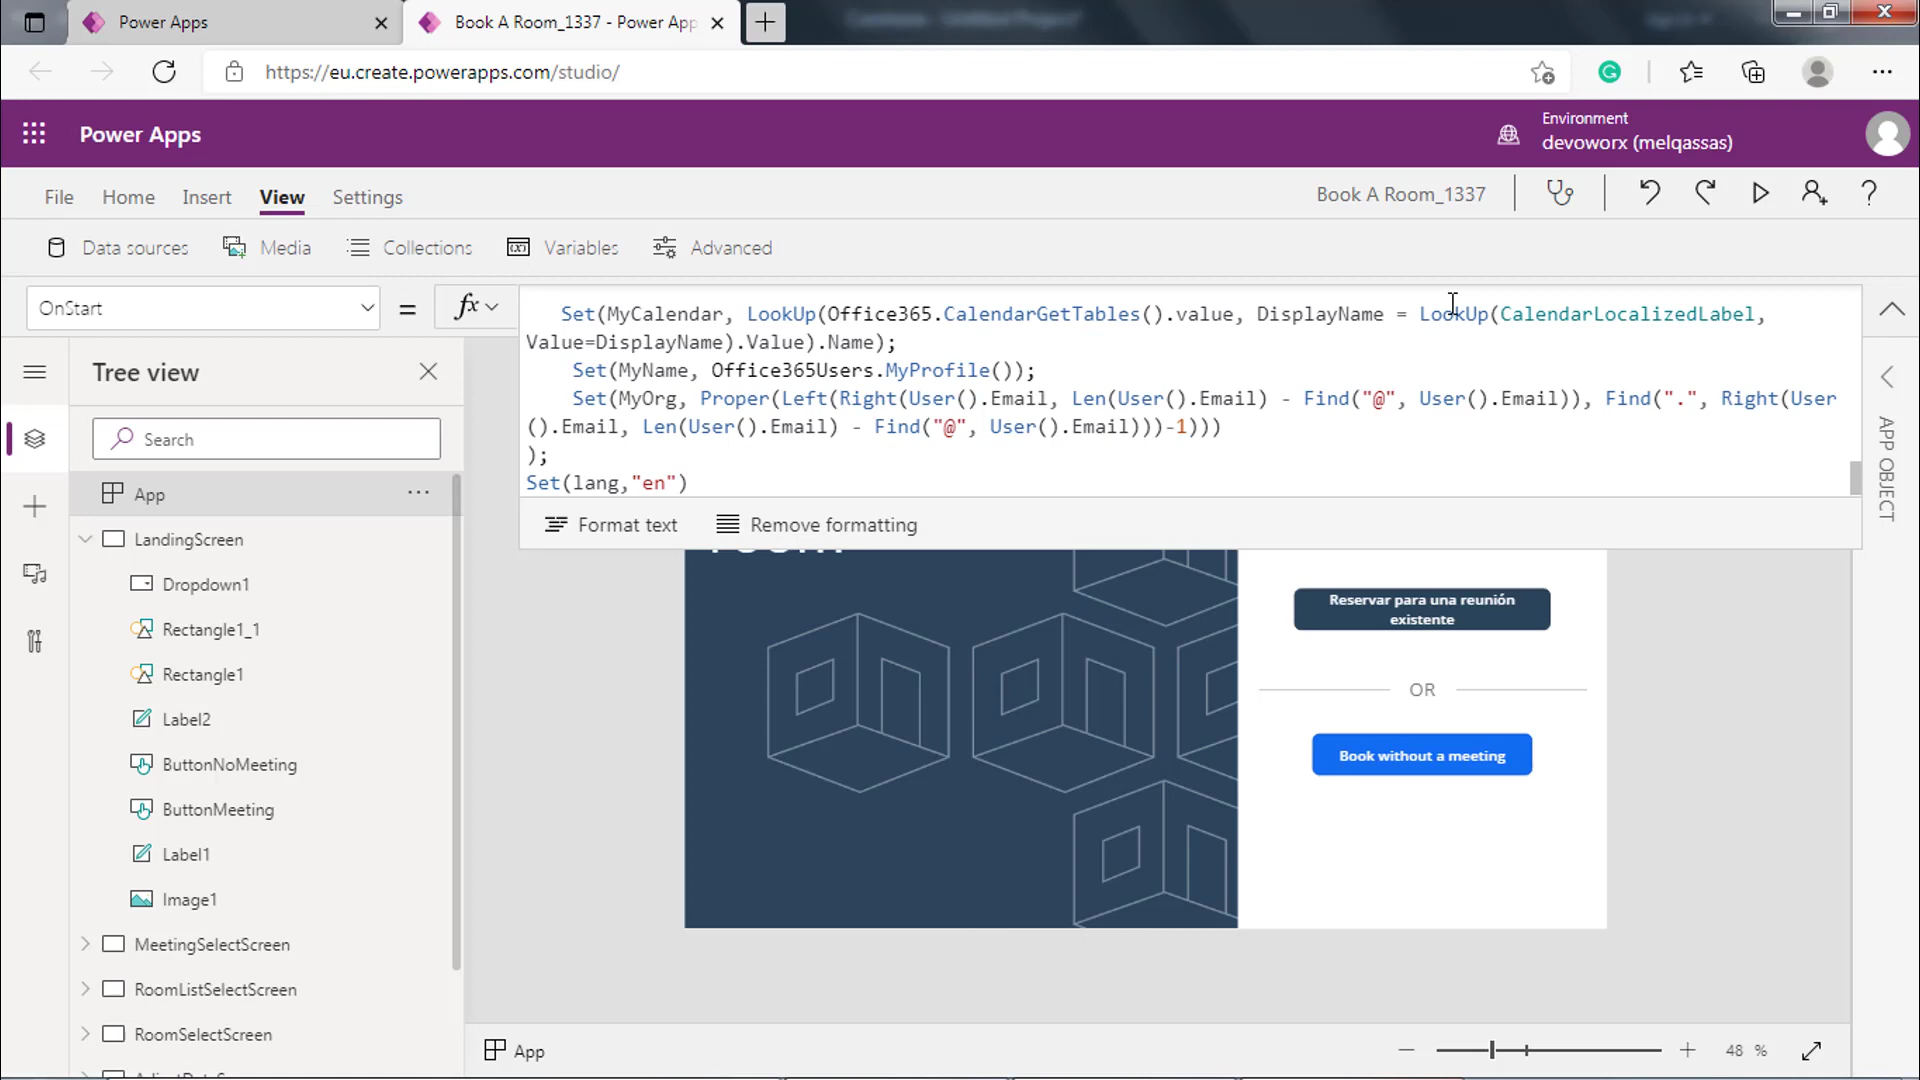 Power Apps
Book A Room_1337 - Power App
https://eu.create.powerapps.com/studio/
Power Apps
Environment
devoworx (melqassas)
File Home Insert View Settings
Book A Room_1337
Data sources Media Collections Variables Advanced
OnStart = fx
Set(MyCalendar, LookUp(Office365.CalendarGetTables().value, DisplayName = LookUp(CalendarLocalizedLabel,
Value=DisplayName).Value).Name);
Set(MyName, Office365Users.MyProfile());
Set(MyOrg, Proper(Left(Right(User().Email, Len(User().Email) - Find("@", User().Email)), Find(".", Right(User
().Email, Len(User().Email) - Find("@", User().Email)))-1)))
);
Set(lang,"en")
Format text Remove formatting
Tree view
Search
App
LandingScreen
Dropdown1
Rectangle1_1
Rectangle1
Label2
ButtonNoMeeting
ButtonMeeting
Label1
Image1
MeetingSelectScreen
RoomListSelectScreen
RoomSelectScreen
Reservar para una reunión
existente
OR
Book without a meeting
APP OBJECT
App
48 %